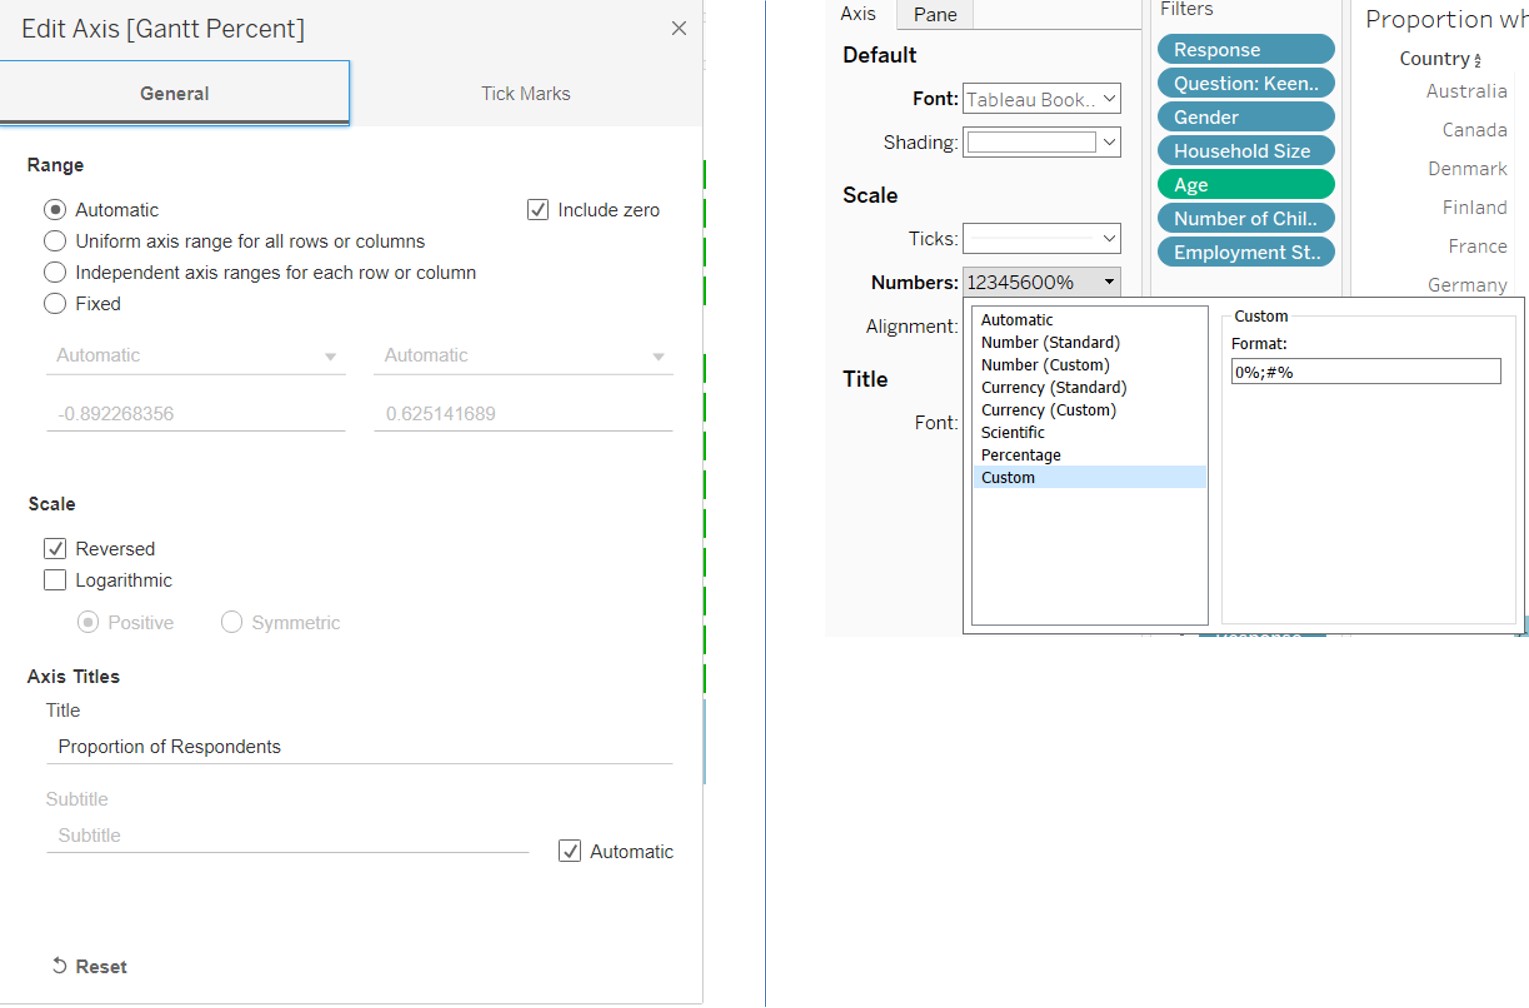 Edit Axis [Gantt Percent]
General
Tick Marks
Range
Automatic
Include zero
Uniform axis range for all rows or columns
Independent axis ranges for each row or column
Fixed
Automatic
Automatic
-0.892268356
0.625141689
Scale
Reversed
Logarithmic
Positive
Symmetric
Axis Titles
Title
Proportion of Respondents
Subtitle
Subtitle
Automatic
Reset
Axis
Pane
Default
Font:
Tableau Book..
Shading:
Scale
Ticks:
Numbers:
12345600%
Alignment:
Title
Font:
Automatic
Number (Standard)
Number (Custom)
Currency (Standard)
Currency (Custom)
Scientific
Percentage
Custom
Custom
Format:
0%;#%
Filters
Response
Question: Keen..
Gender
Household Size
Age
Number of Chil..
Employment St..
Proportion wh
Country
Australia
Canada
Denmark
Finland
France
Germany